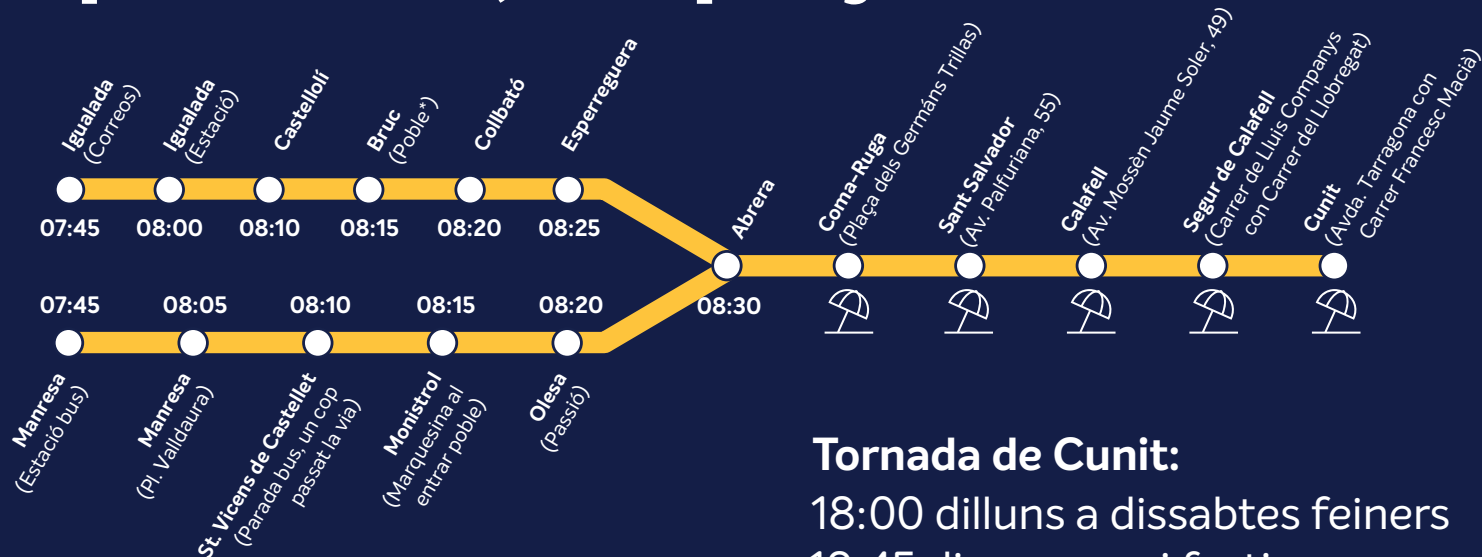 Igualada
(Correos)
Igualada
(Estació)
Castellolí
Bruc
(Poble*)
Collbató
Esperreguera
07:45
08:00
08:10
08:15
08:20
08:25
Abrera
08:30
Coma-Ruga
(Plaça dels Germáns Trillas)
Sant Salvador
(Av. Palfuriana, 55)
Calafell
(Av. Mossèn Jaume Soler, 49)
Segur de Calafell
(Carrer de Lluis Companys
con Carrer del Llobregat)
Cunit
(Avda. Tarragona con
Carrer Francesc Macià)
07:45
08:05
08:10
08:15
08:20
Manresa
(Estació bus)
Manresa
(Pl. Valldaura)
St. Vicens de Castellet
(Parada bus, un cop
passat la via)
Monistrol
(Marquesina al
entrar poble)
Olesa
(Passió)
Tornada de Cunit:
18:00 dilluns a dissabtes feiners